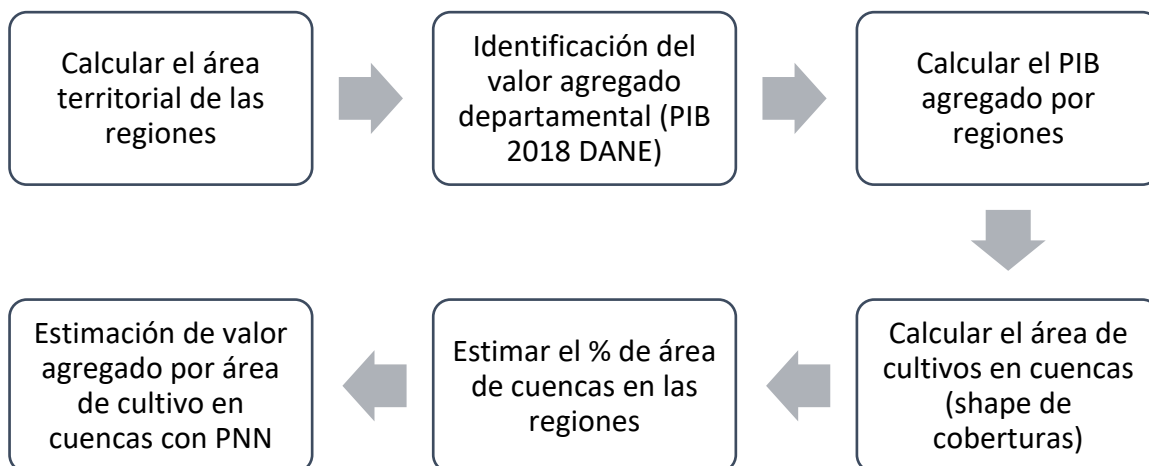 Calcular el área
territorial de las
regiones
Identificación del
valor agregado
departamental (PIB
2018 DANE)
Calcular el PIB
agregado por
regiones
Calcular el área de
cultivos en cuencas
(shape de
coberturas)
Estimar el % de área
de cuencas en las
regiones
Estimación de valor
agregado por área
de cultivo en
cuencas con PNN